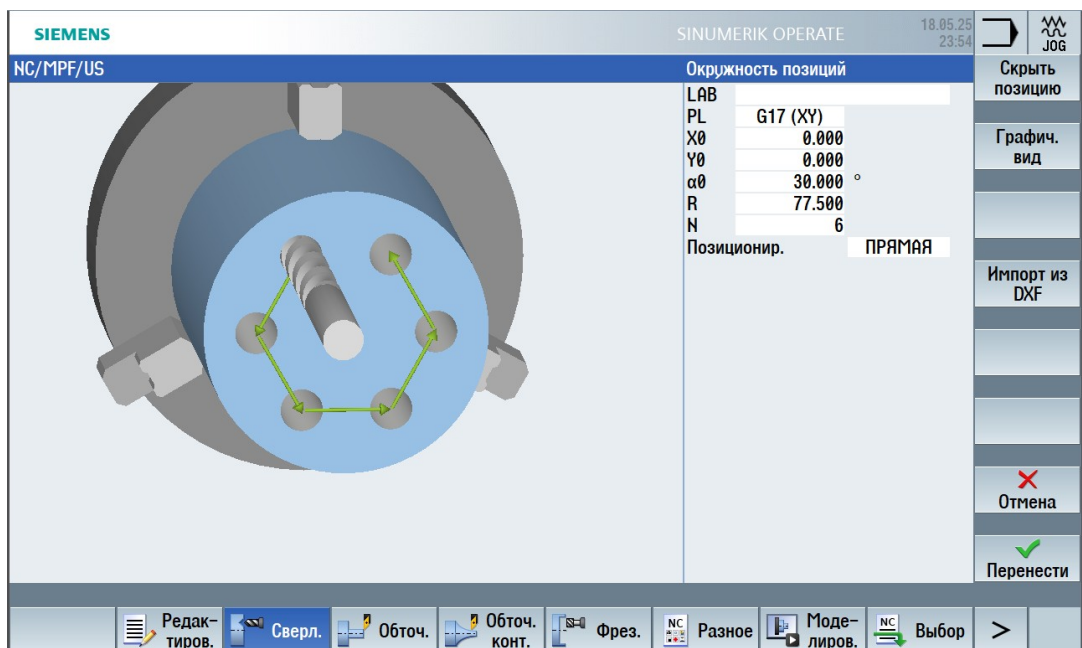 SIEMENS
SINUMERIK OPERATE
18.05.25
23:54
JOG
NC/MPF/US
Окружность позиций
LAB
PL G17 (XY)
X0 0.000
Y0 0.000
α0 30.000 °
R 77.500
N 6
Позиционир. ПРЯМАЯ
Скрыть
позицию
Графич.
вид
Импорт из
DXF
Отмена
Перенести
Редак-
тиров.
Сверл.
Обточ.
Обточ.
конт.
Фрез.
NC
Разное
Моде-
лиров.
NC
Выбор
>